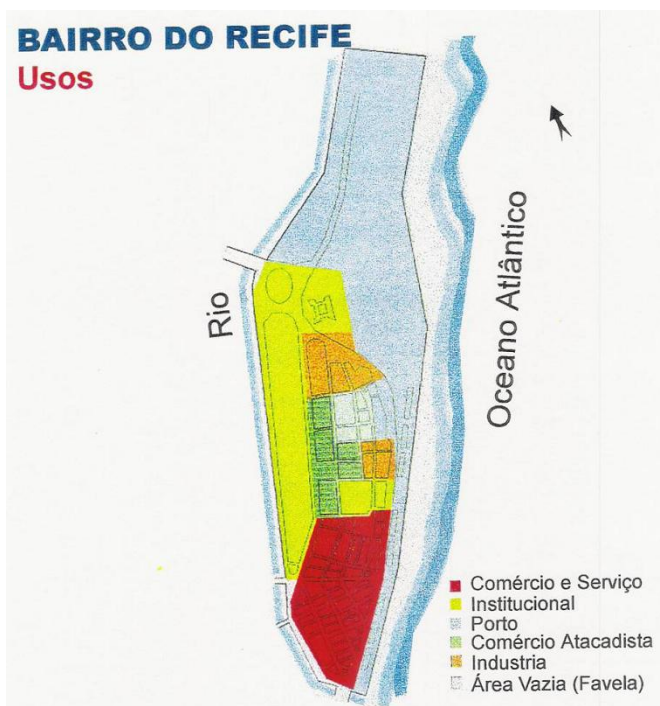 BAIRRO DO RECIFE
Usos
Rio
Oceano Atlântico
Comércio e Serviço
Institucional
Porto
Comércio Atacadista
Industria
Área Vazia (Favela)